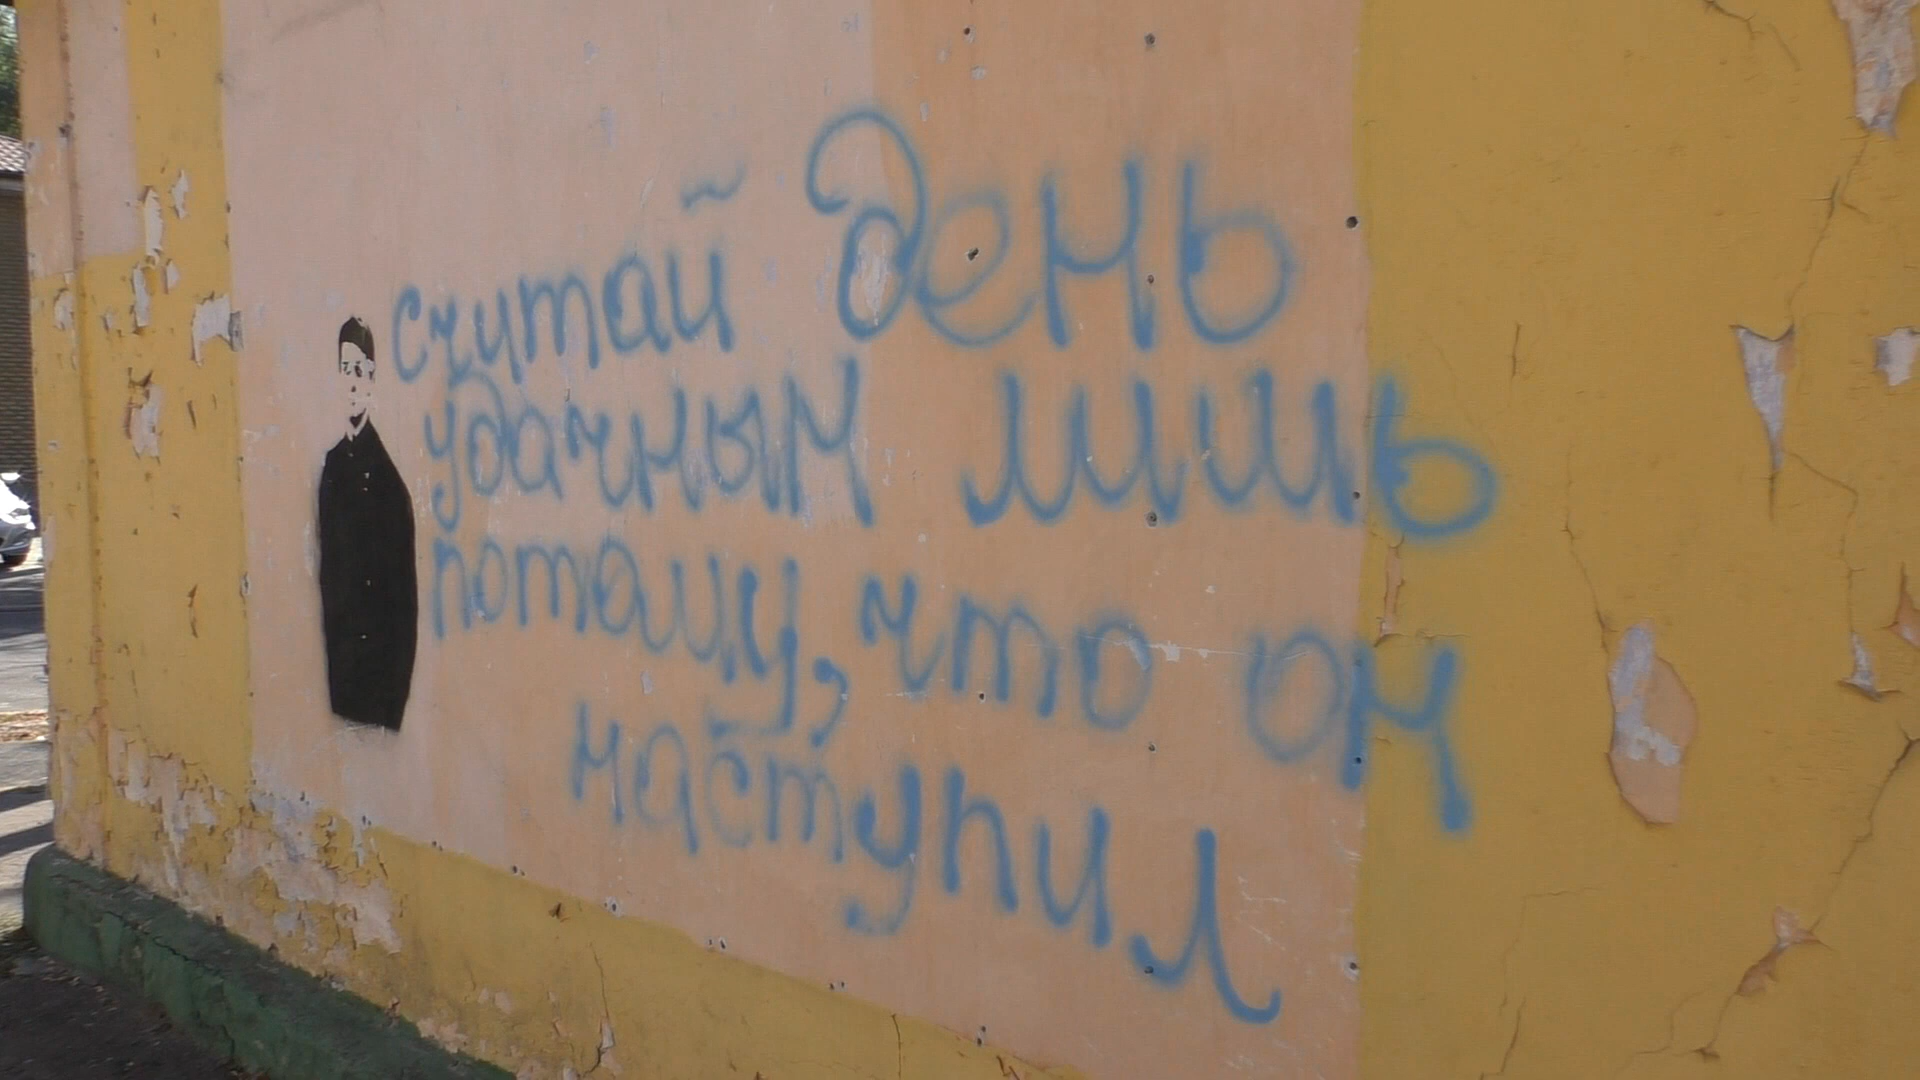 считай день
удачным лишь
потому, что он
наступил